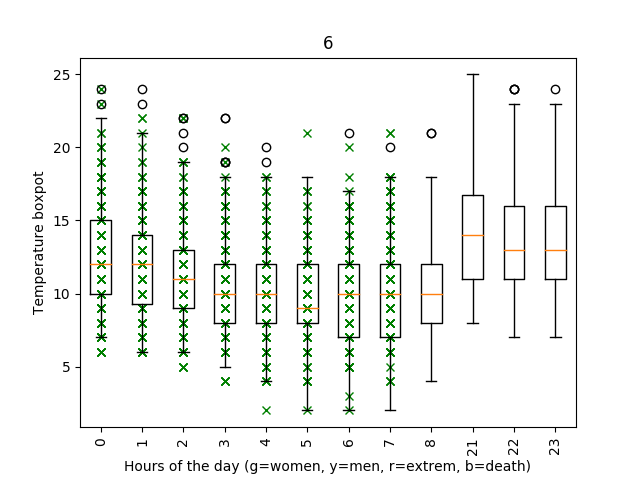 6
25
20
15
10
5
Temperature boxpot
0 1 2 3 4 5 6 7 8 21 22 23
Hours of the day (g=women, y=men, r=extrem, b=death)